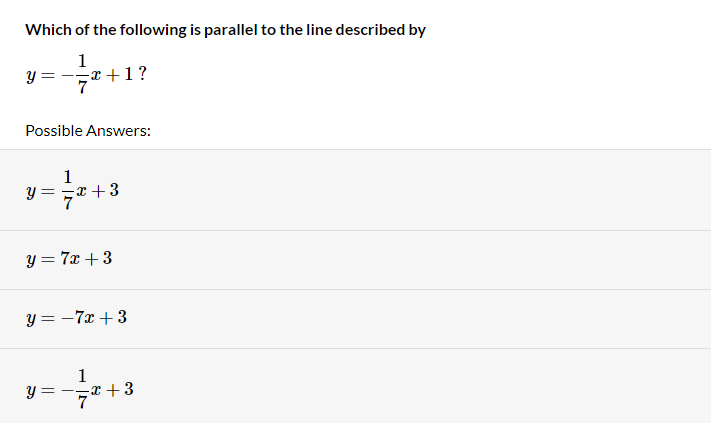 Which of the following is parallel to the line described by
y = -\frac{1}{7}x + 1 ?
Possible Answers:
y = \frac{1}{7}x + 3
y = 7x + 3
y = -7x + 3
y = -\frac{1}{7}x + 3